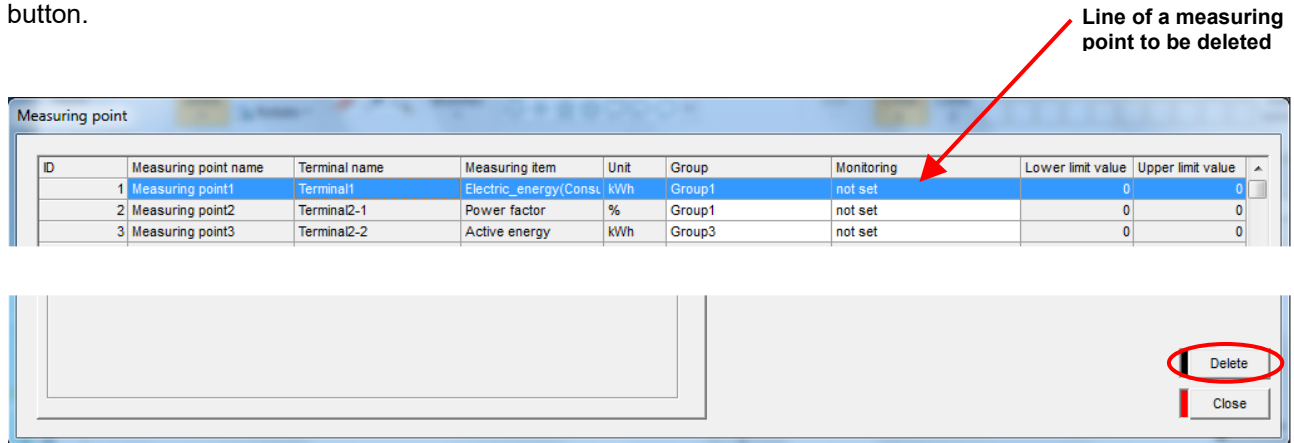 button.
Line of a measuring
point to be deleted
Measuring point
ID Measuring point name Terminal name Measuring item Unit Group Monitoring Lower limit value Upper limit value
1 Measuring point1 Terminal1 Electric_energy(Consu kWh Group1 not set 0 0
2 Measuring point2 Terminal2-1 Power factor % Group1 not set 0 0
3 Measuring point3 Terminal2-2 Active energy kWh Group3 not set 0 0
Delete
Close